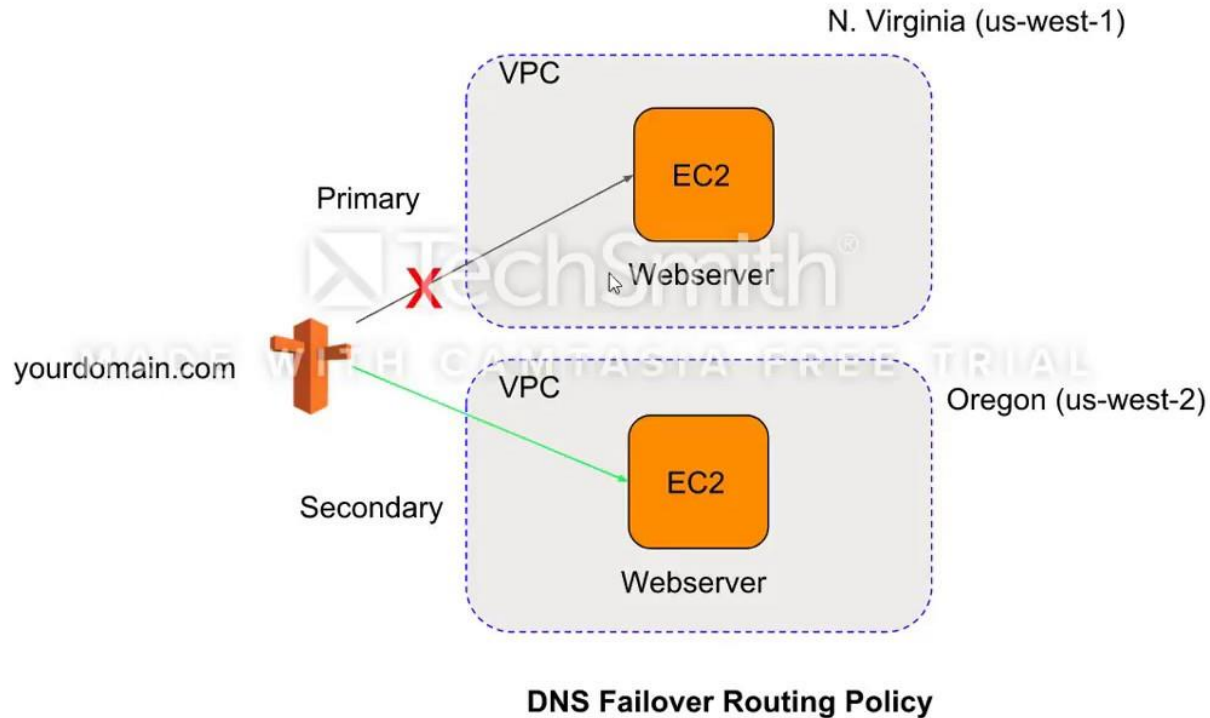 N. Virginia (us-west-1)
VPC
EC2
Primary
TechSmith®
Webserver
MADE WITH CAMTASIA FREE TRIAL
yourdomain.com
VPC
Oregon (us-west-2)
EC2
Secondary
Webserver
DNS Failover Routing Policy